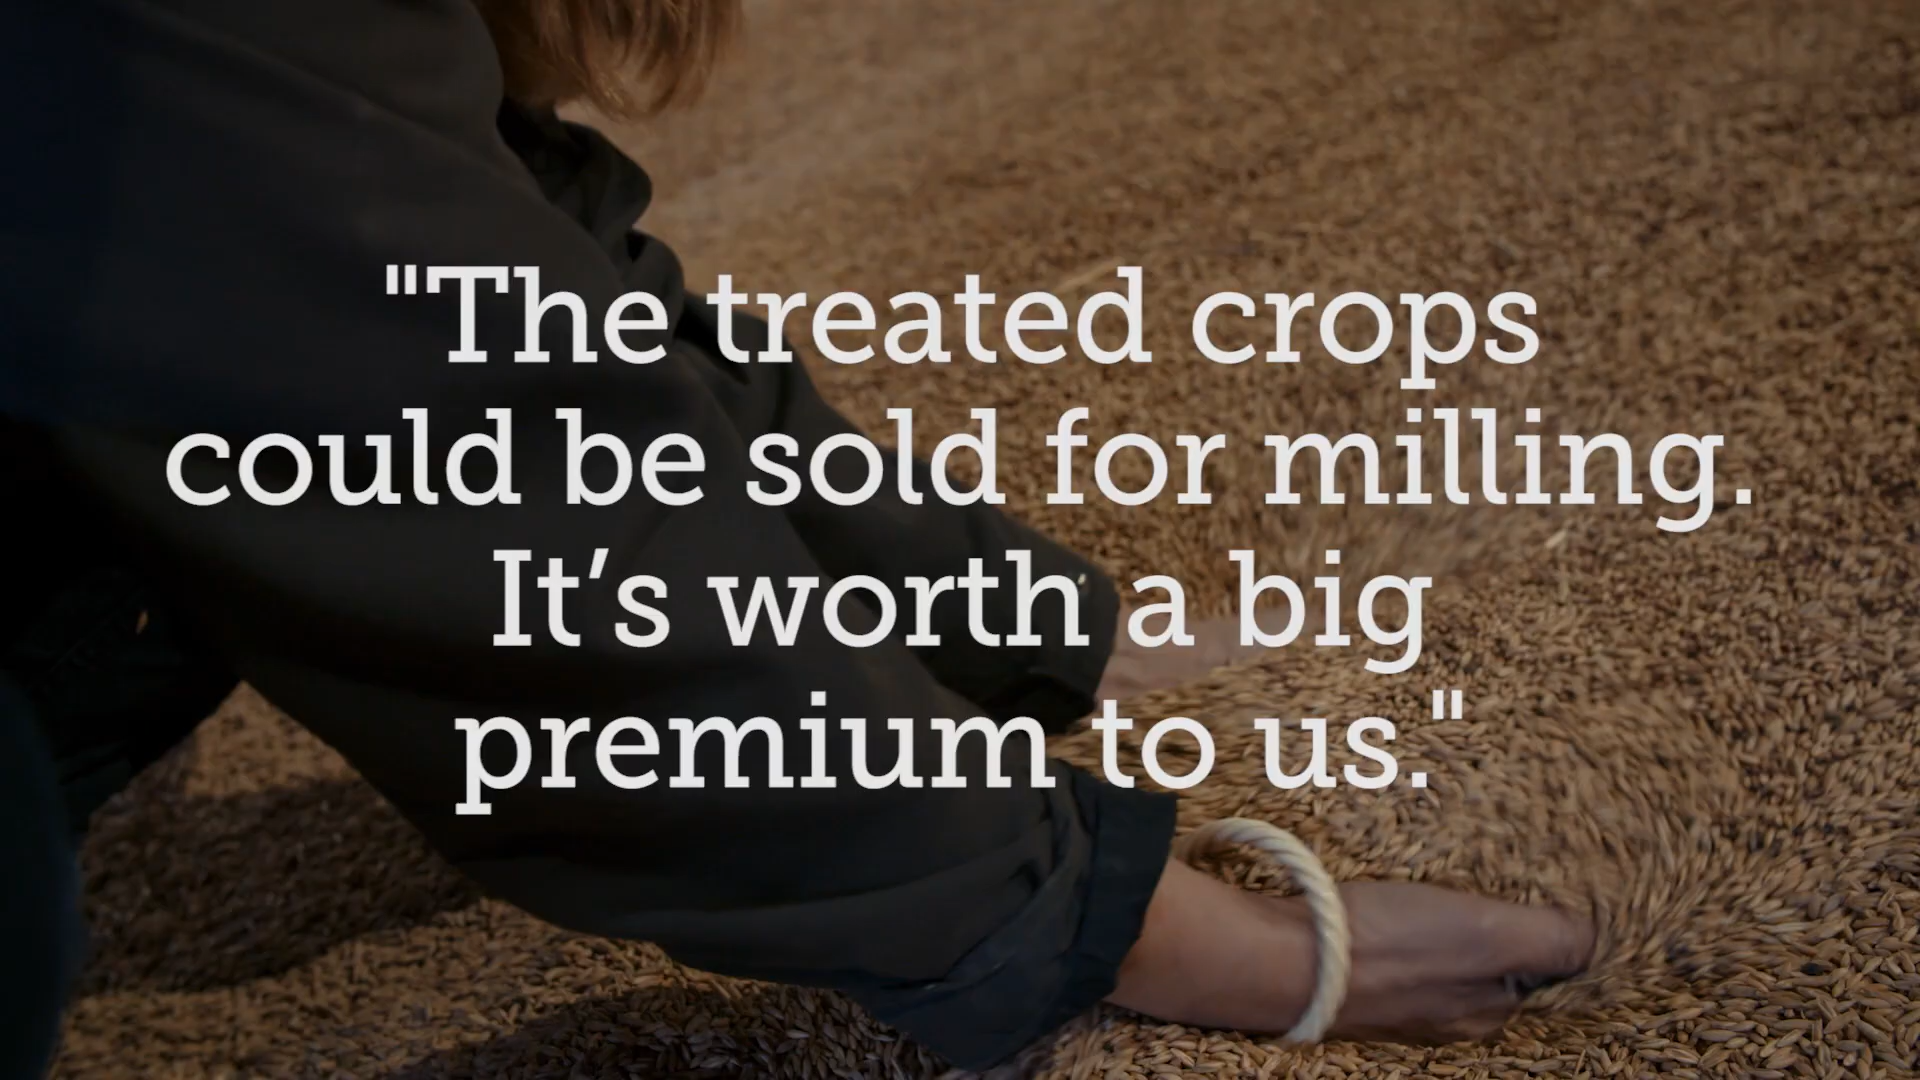 "The treated crops
could be sold for milling.
It’s worth a big
premium to us."